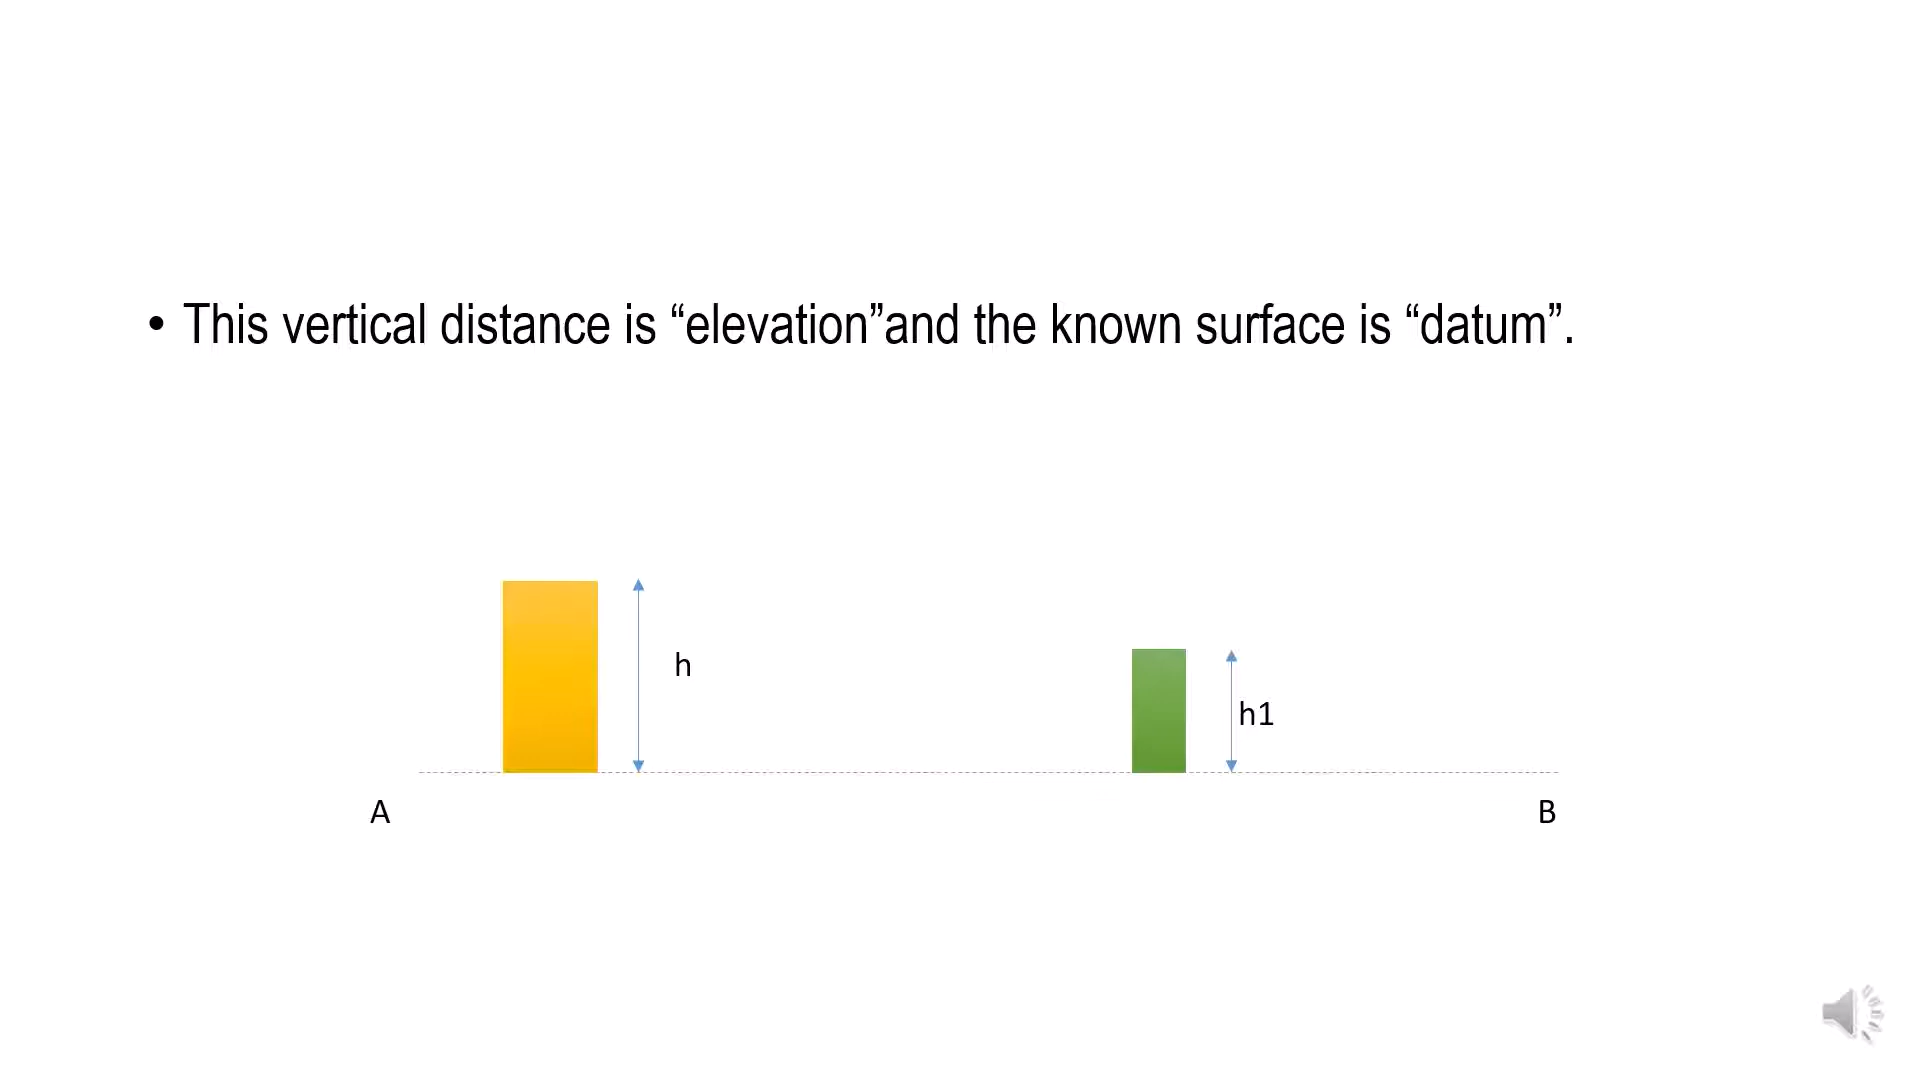 • This vertical distance is “elevation”and the known surface is “datum”.
h
h1
A
B